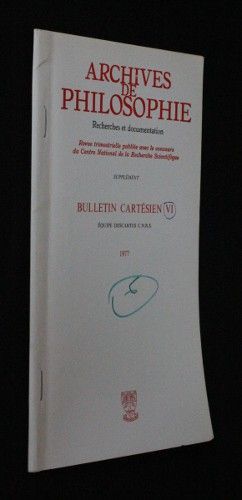 ARCHIVES
DE
PHILOSOPHIE
Recherches et documentation
Revue trimestrielle publiée avec le concours
du Centre National de la Recherche Scientifique
SUPPLÉMENT
BULLETIN CARTÉSIEN VI
ÉQUIPE DESCARTES C.N.R.S.
1977